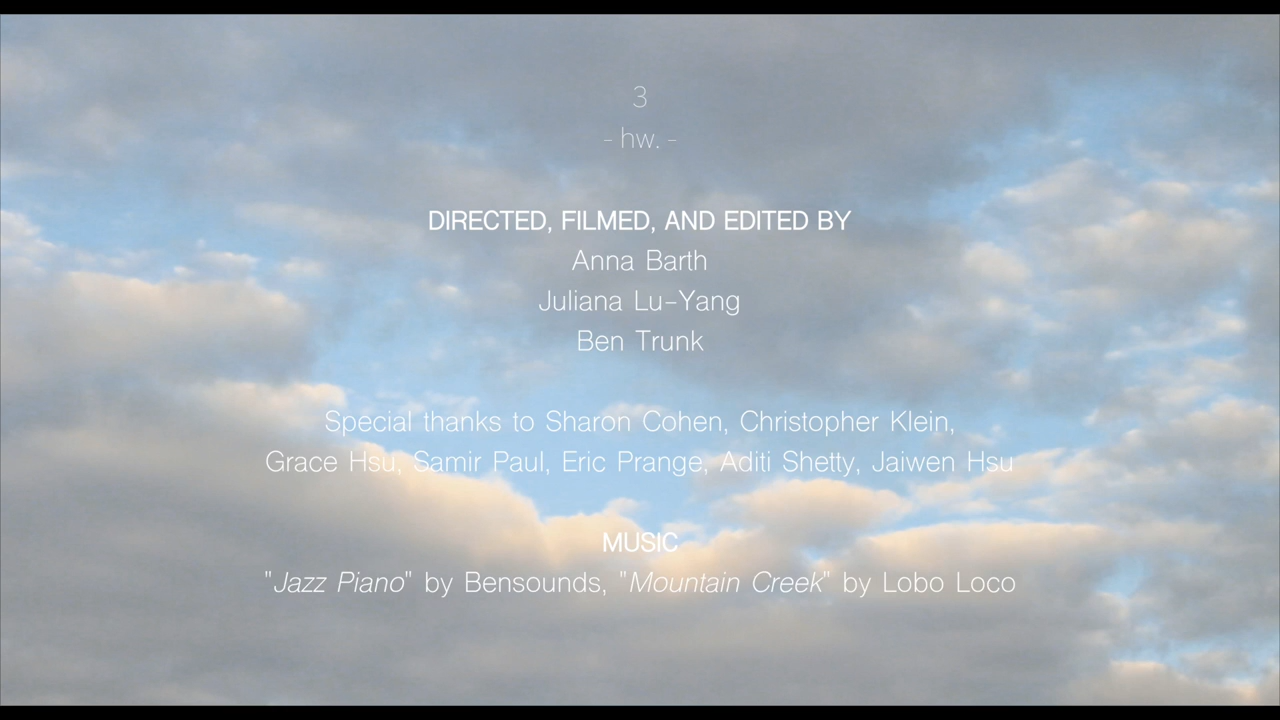 3
- hw. -
DIRECTED, FILMED, AND EDITED BY
Anna Barth
Juliana Lu-Yang
Ben Trunk
Special thanks to Sharon Cohen, Christopher Klein,
Grace Hsu, Samir Paul, Eric Prange, Aditi Shetty, Jaiwen Hsu
MUSIC
"Jazz Piano" by Bensounds, "Mountain Creek" by Lobo Loco